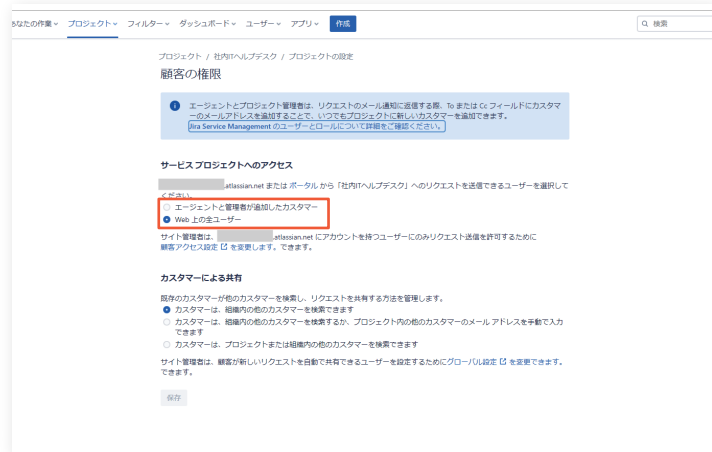 あなたの作業 プロジェクト フィルター ダッシュボード ユーザー アプリ 作成 検索
プロジェクト / 社内ITヘルプデスク / プロジェクトの設定
顧客の権限
エージェントとプロジェクト管理者は、リクエストのメール通知に返信する際、To または Cc フィールドにカスタマ
ーのメールアドレスを追加することで、いつでもプロジェクトに新しいカスタマーを追加できます。
Jira Service Management のユーザーとロールについて詳細をご確認ください。
サービス プロジェクトへのアクセス
.atlassian.net または ポータル から「社内ITヘルプデスク」へのリクエストを送信できるユーザーを選択して
ください。
エージェントと管理者が追加したカスタマー
Web 上の全ユーザー
サイト管理者は、 .atlassian.net にアカウントを持つユーザーにのみリクエスト送信を許可するために
顧客アクセス設定 を変更します。できます。
カスタマーによる共有
既存のカスタマーが他のカスタマーを検索し、リクエストを共有する方法を管理します。
カスタマーは、組織内の他のカスタマーを検索できます
カスタマーは、組織内の他のカスタマーを検索するか、プロジェクト内の他のカスタマーのメール アドレスを手動で入力
できます
カスタマーは、プロジェクトまたは組織内の他のカスタマーを検索できます
サイト管理者は、顧客が新しいリクエストを自動で共有できるユーザーを設定するためにグローバル設定 を変更できます。
できます。
保存